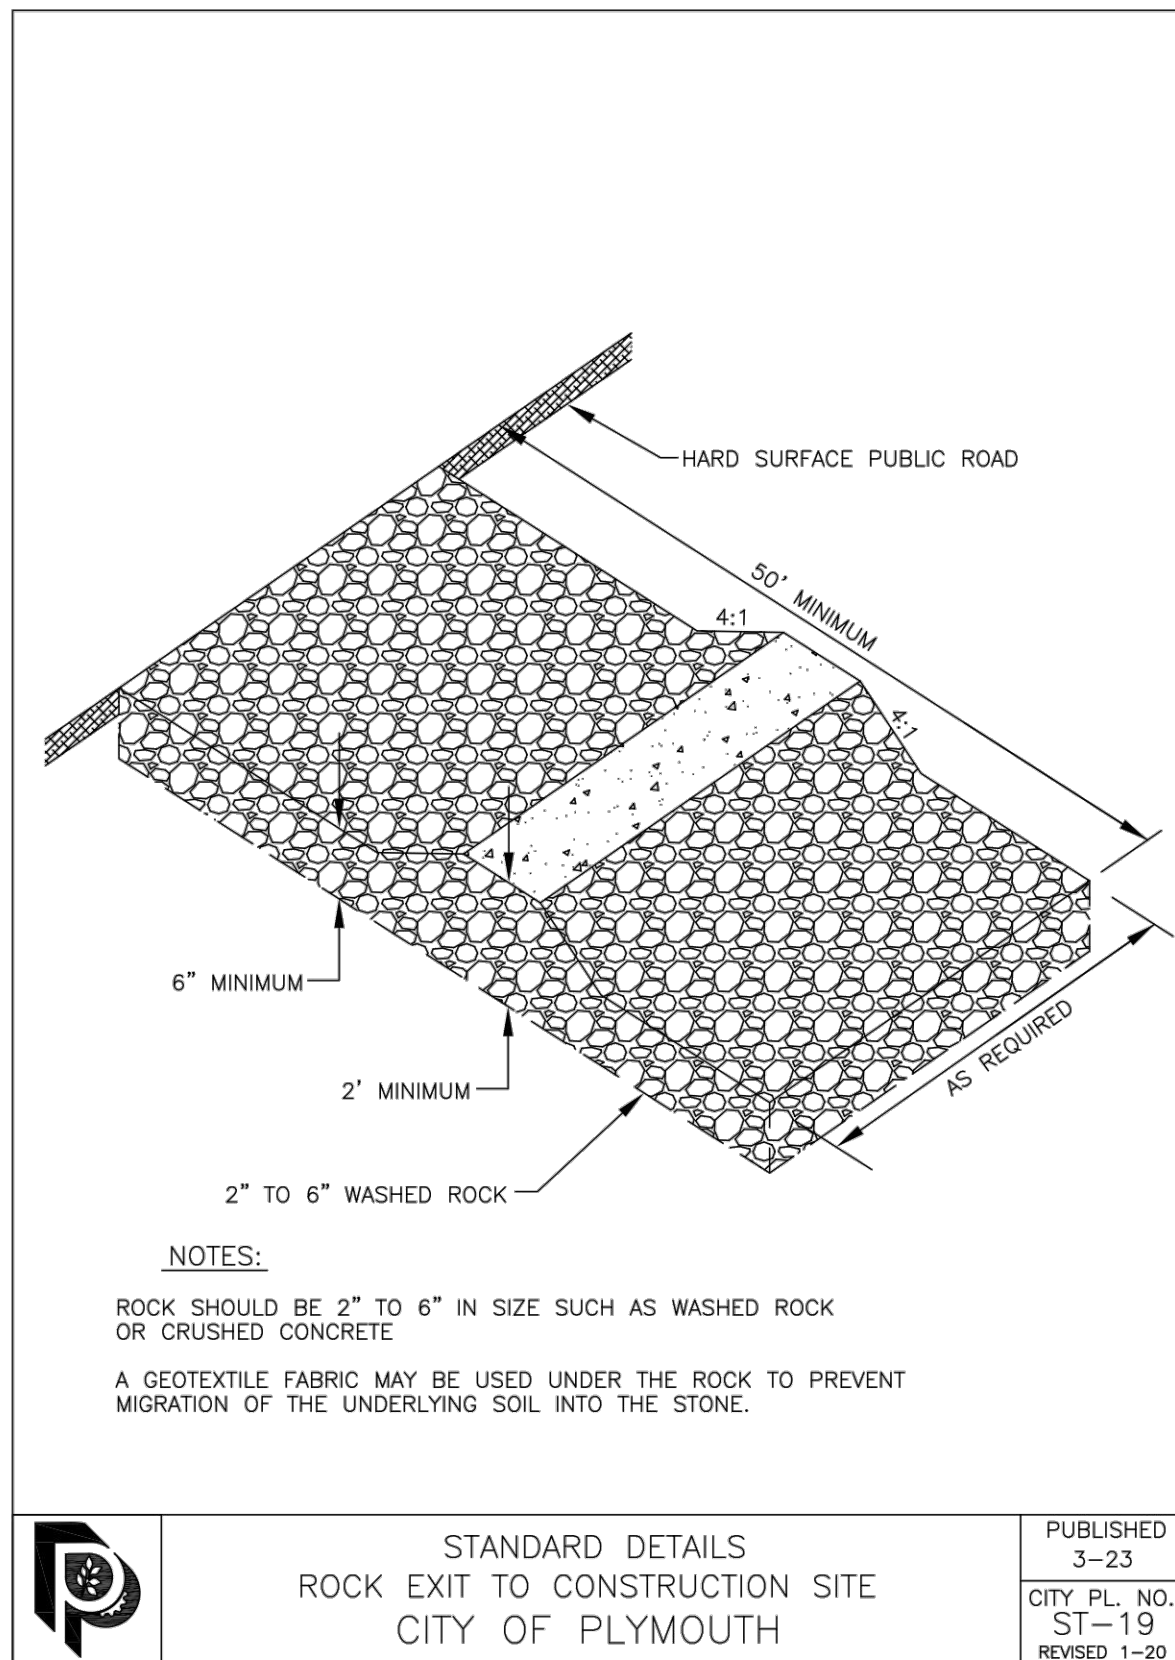 HARD SURFACE PUBLIC ROAD
50' MINIMUM
4:1
4:1
6" MINIMUM
2' MINIMUM
AS REQUIRED
2" TO 6" WASHED ROCK
NOTES:
ROCK SHOULD BE 2" TO 6" IN SIZE SUCH AS WASHED ROCK
OR CRUSHED CONCRETE
A GEOTEXTILE FABRIC MAY BE USED UNDER THE ROCK TO PREVENT
MIGRATION OF THE UNDERLYING SOIL INTO THE STONE.
STANDARD DETAILS
ROCK EXIT TO CONSTRUCTION SITE
CITY OF PLYMOUTH
PUBLISHED
3-23
CITY PL. NO.
ST-19
REVISED 1-20